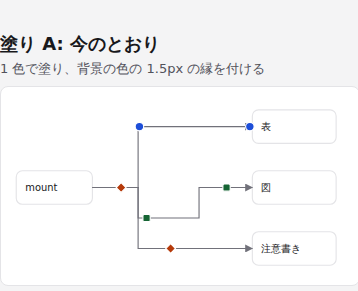 塗り A: 今のとおり
1 色で塗り、背景の色の 1.5px の縁を付ける
表
mount
図
注意書き